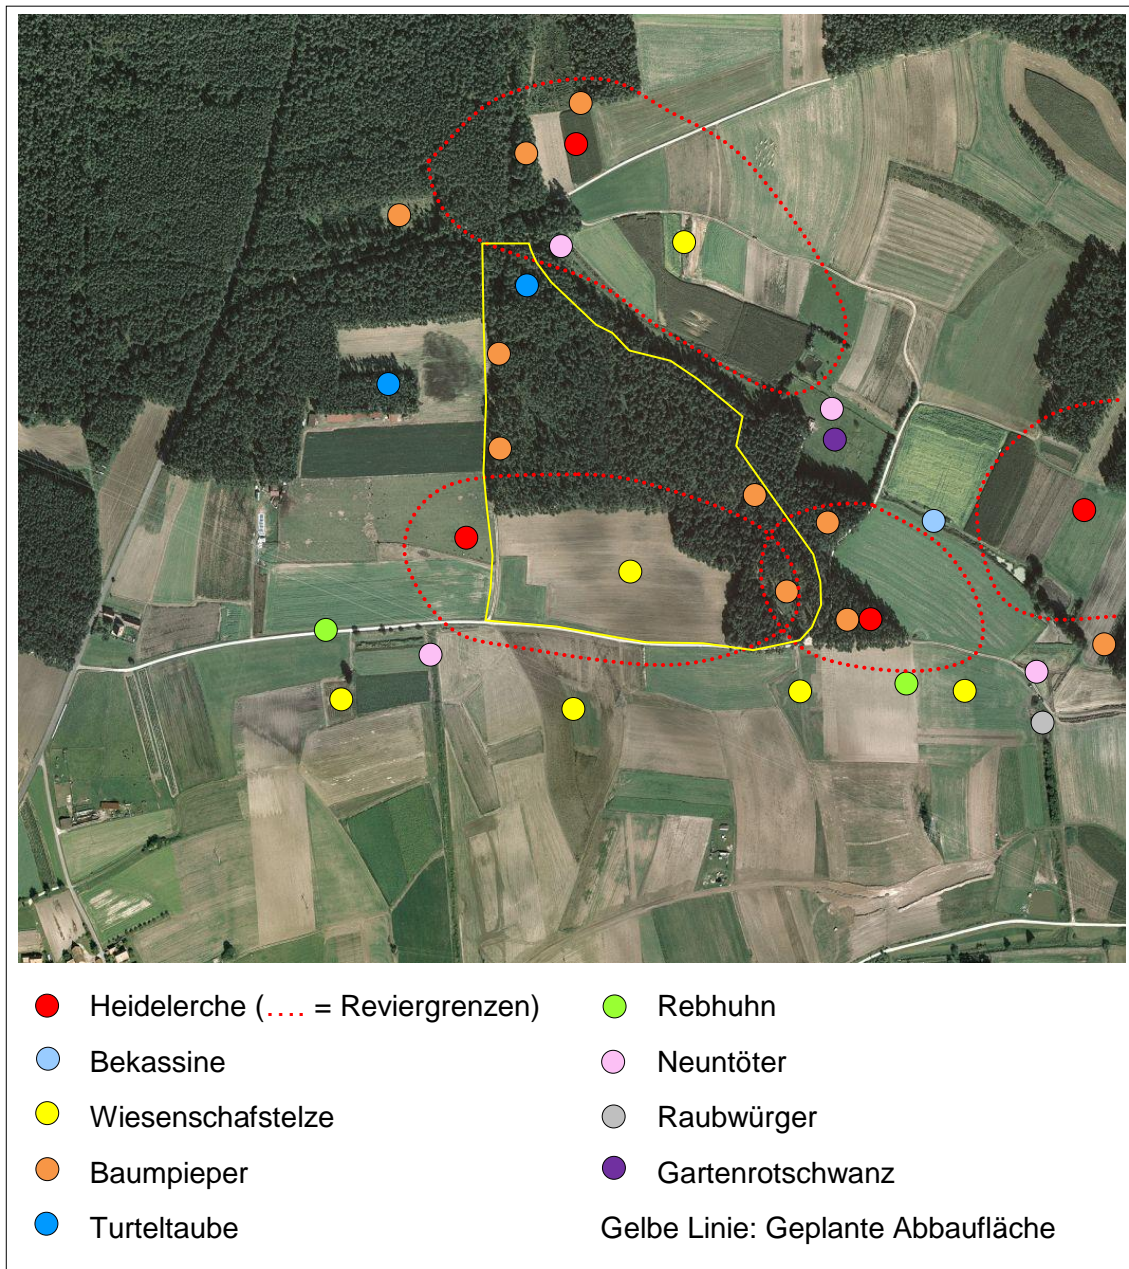 Heidelerche (.... = Reviergrenzen)
Bekassine
Wiesenschafstelze
Baumpieper
Turteltaube
Rebhuhn
Neuntöter
Raubwürger
Gartenrotschwanz
Gelbe Linie: Geplante Abbaufläche